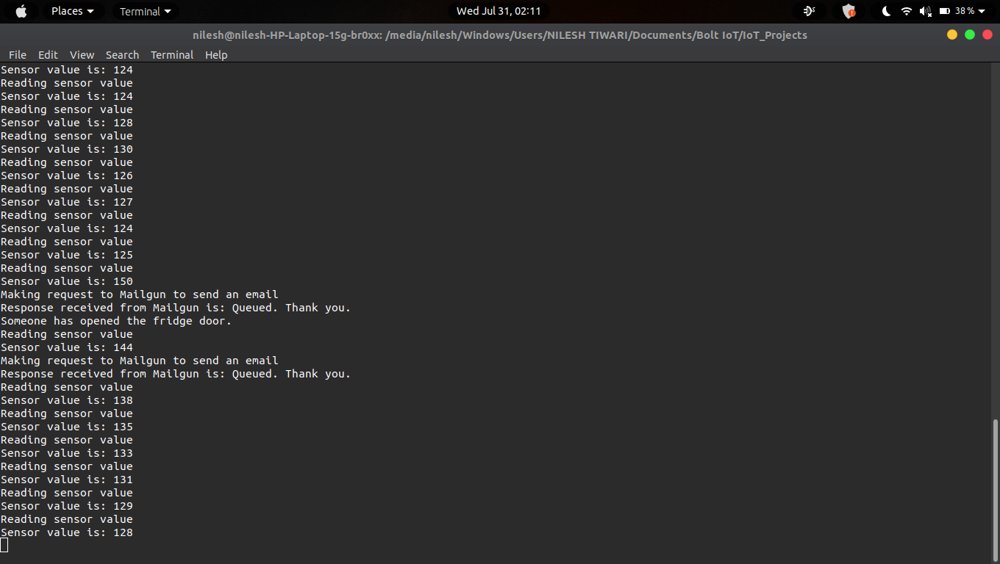 Places Terminal Wed Jul 31, 02:11 38 %
nilesh@nilesh-HP-Laptop-15g-br0xx: /media/nilesh/Windows/Users/NILESH TIWARI/Documents/Bolt IoT/IoT_Projects
File Edit View Search Terminal Help
Sensor value is: 124
Reading sensor value
Sensor value is: 124
Reading sensor value
Sensor value is: 128
Reading sensor value
Sensor value is: 130
Reading sensor value
Sensor value is: 126
Reading sensor value
Sensor value is: 127
Reading sensor value
Sensor value is: 124
Reading sensor value
Sensor value is: 125
Reading sensor value
Sensor value is: 150
Making request to Mailgun to send an email
Response received from Mailgun is: Queued. Thank you.
Someone has opened the fridge door.
Reading sensor value
Sensor value is: 144
Making request to Mailgun to send an email
Response received from Mailgun is: Queued. Thank you.
Reading sensor value
Sensor value is: 138
Reading sensor value
Sensor value is: 135
Reading sensor value
Sensor value is: 133
Reading sensor value
Sensor value is: 131
Reading sensor value
Sensor value is: 129
Reading sensor value
Sensor value is: 128